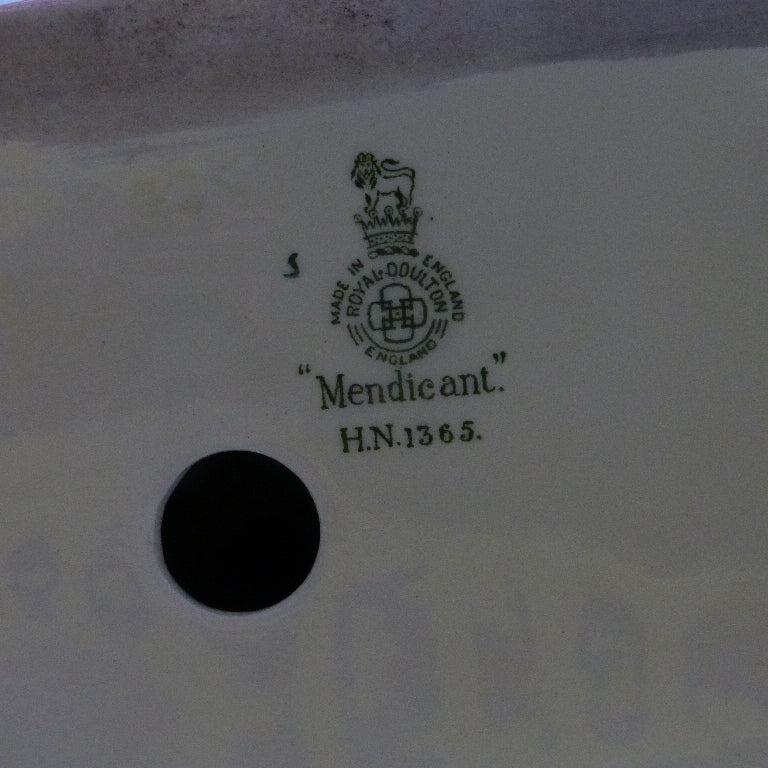 S
MADE IN ENGLAND
ROYAL-DOULTON
ENGLAND
"Mendicant".
H.N.1365.